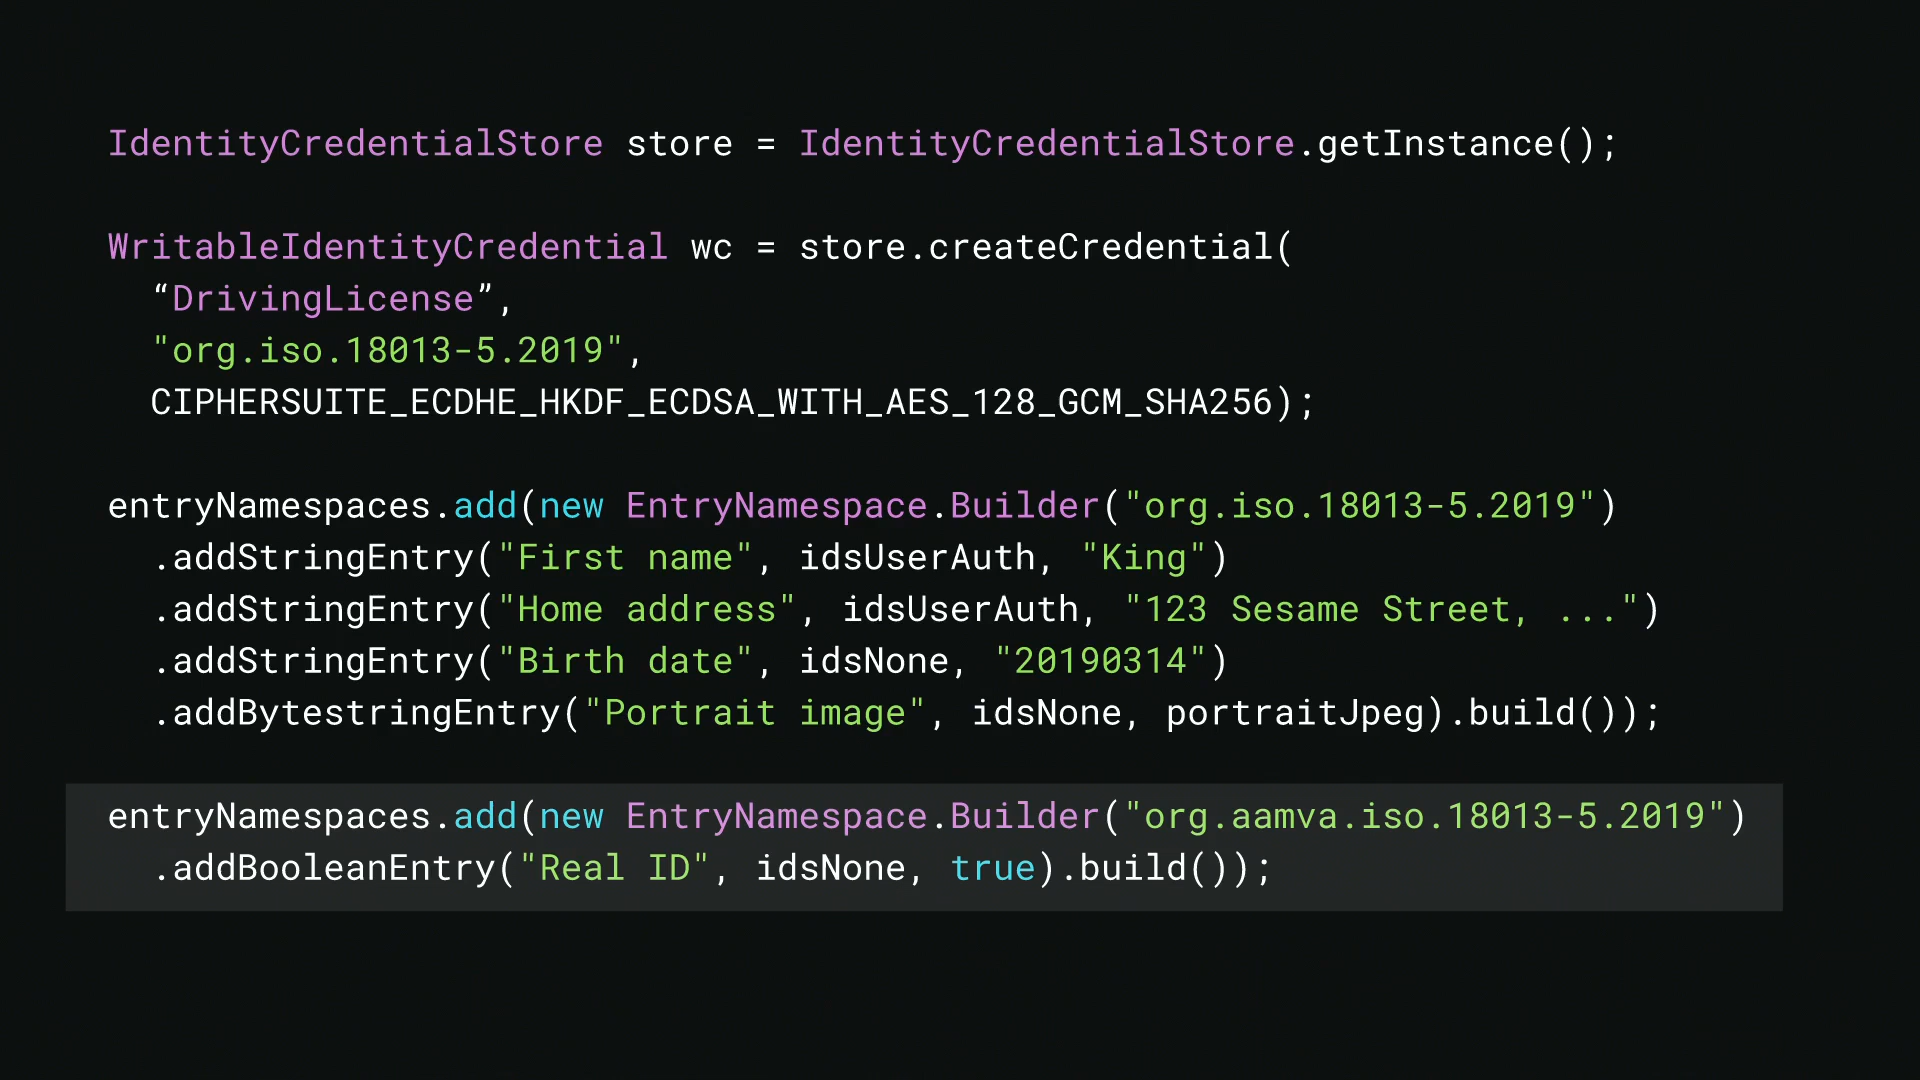 IdentityCredentialStore store = IdentityCredentialStore.getInstance();
WritableIdentityCredential wc = store.createCredential(
“DrivingLicense”,
"org.iso.18013-5.2019",
CIPHERSUITE_ECDHE_HKDF_ECDSA_WITH_AES_128_GCM_SHA256);
entryNamespaces.add(new EntryNamespace.Builder("org.iso.18013-5.2019")
.addStringEntry("First name", idsUserAuth, "King")
.addStringEntry("Home address", idsUserAuth, "123 Sesame Street, ...")
.addStringEntry("Birth date", idsNone, "20190314")
.addBytestringEntry("Portrait image", idsNone, portraitJpeg).build());
entryNamespaces.add(new EntryNamespace.Builder("org.aamva.iso.18013-5.2019")
.addBooleanEntry("Real ID", idsNone, true).build());